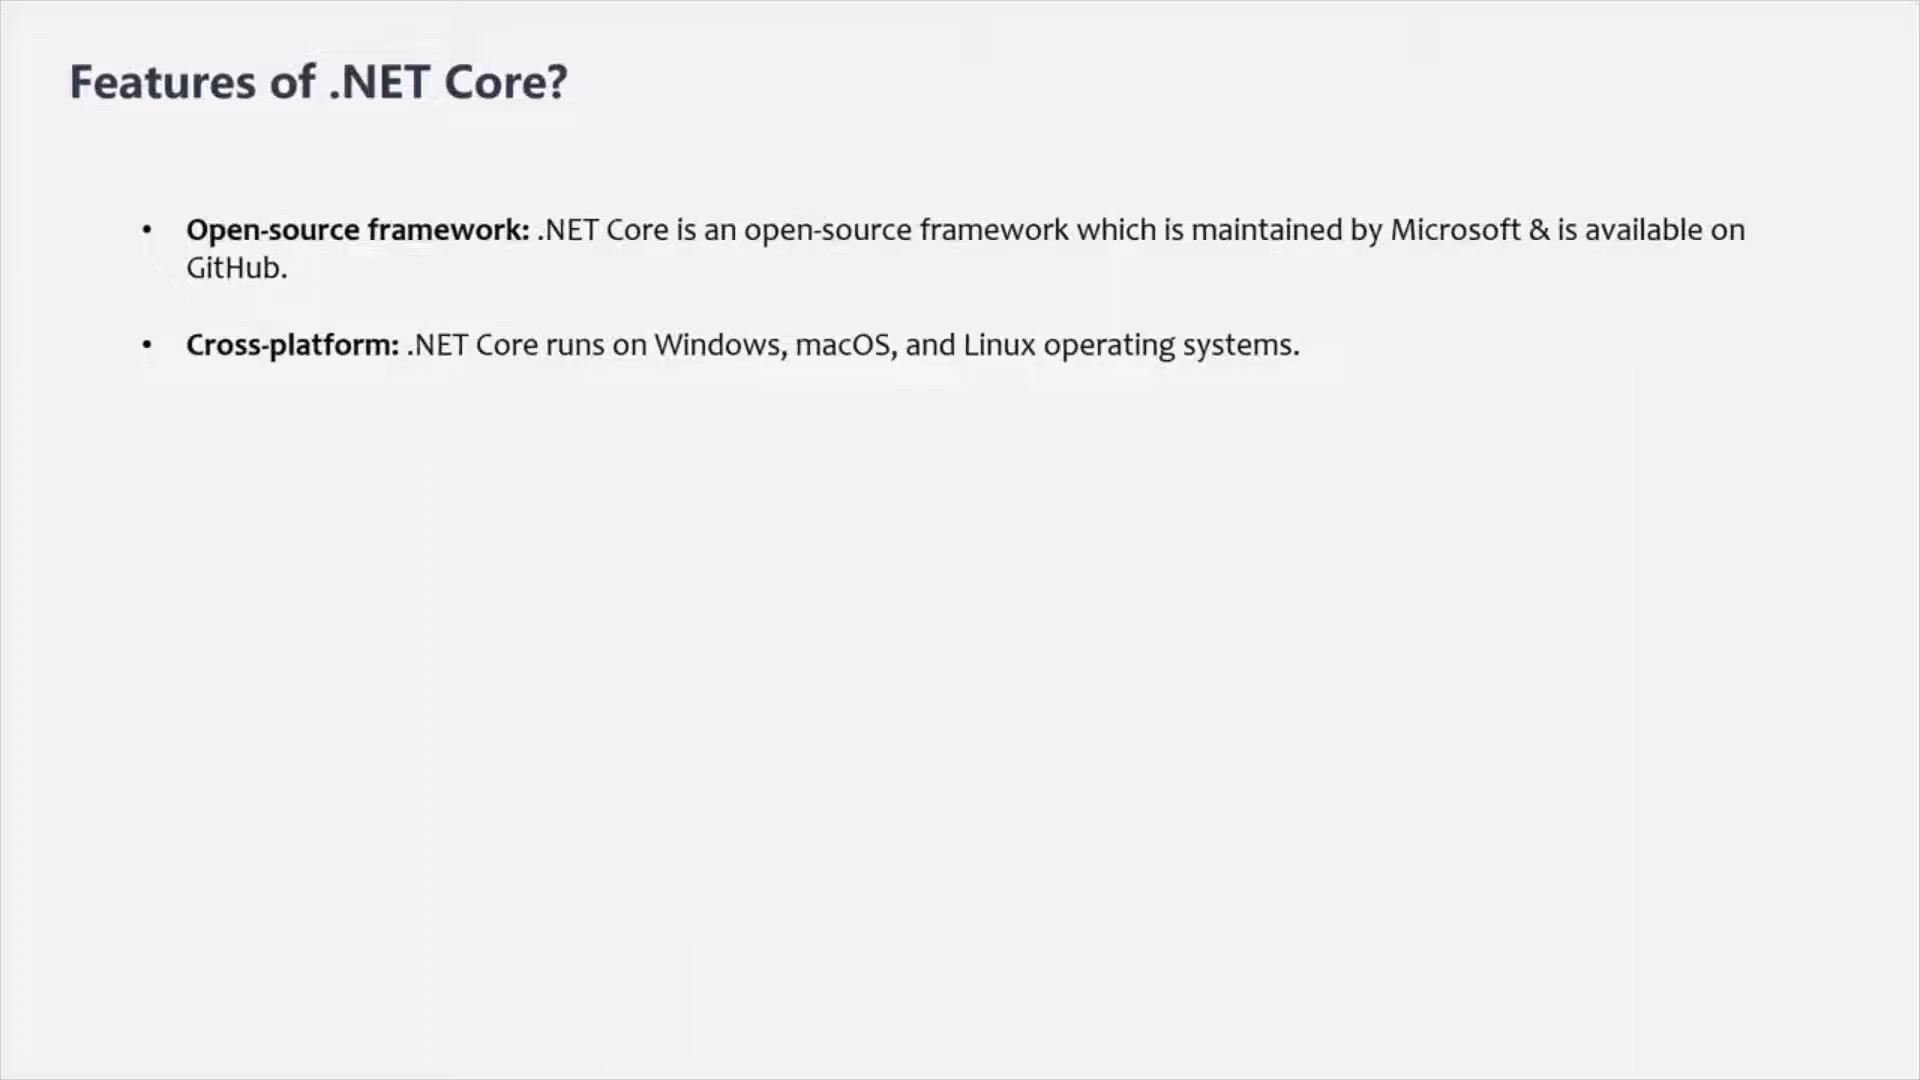 Features of .NET Core?
• Open-source framework: .NET Core is an open-source framework which is maintained by Microsoft & is available on
GitHub.
• Cross-platform: .NET Core runs on Windows, macOS, and Linux operating systems.